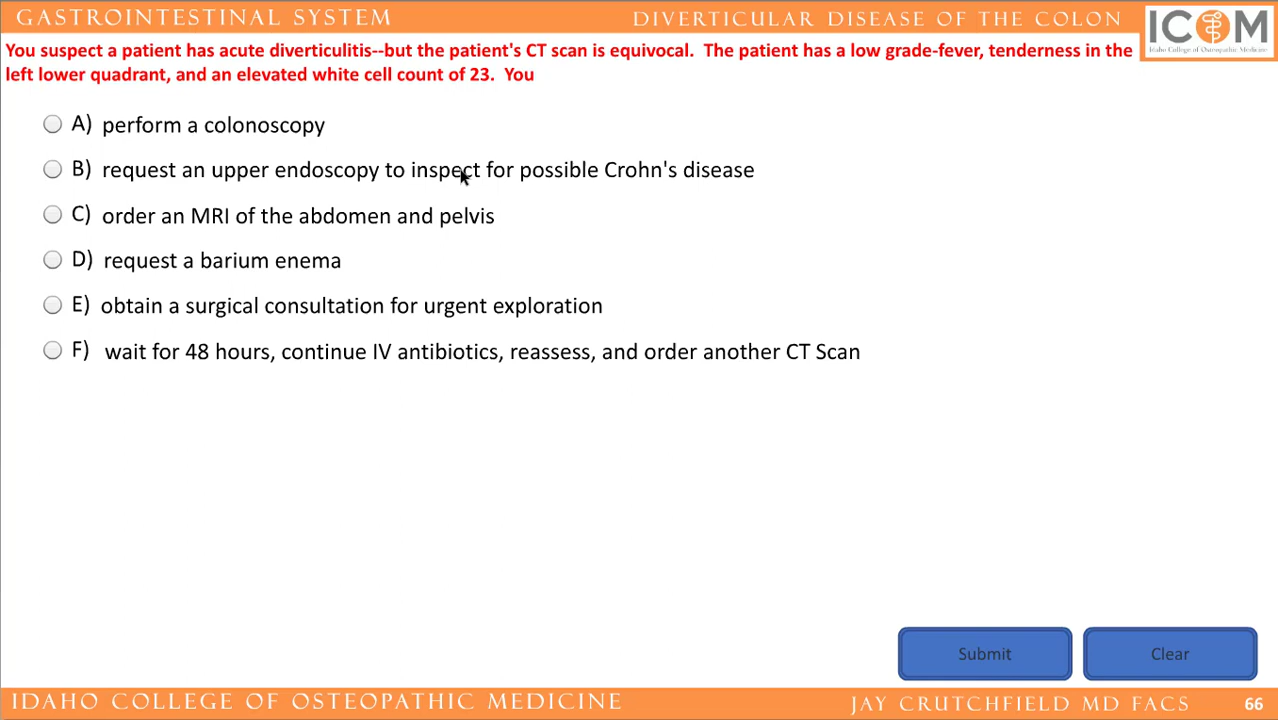 GASTROINTESTINAL SYSTEM
DIVERTICULAR DISEASE OF THE COLON
ICOM
Idaho College of Osteopathic Medicine
You suspect a patient has acute diverticulitis--but the patient's CT scan is equivocal. The patient has a low grade-fever, tenderness in the
left lower quadrant, and an elevated white cell count of 23. You
A) perform a colonoscopy
B) request an upper endoscopy to inspect for possible Crohn's disease
C) order an MRI of the abdomen and pelvis
D) request a barium enema
E) obtain a surgical consultation for urgent exploration
F) wait for 48 hours, continue IV antibiotics, reassess, and order another CT Scan
Submit
Clear
IDAHO COLLEGE OF OSTEOPATHIC MEDICINE
JAY CRUTCHFIELD MD FACS
66